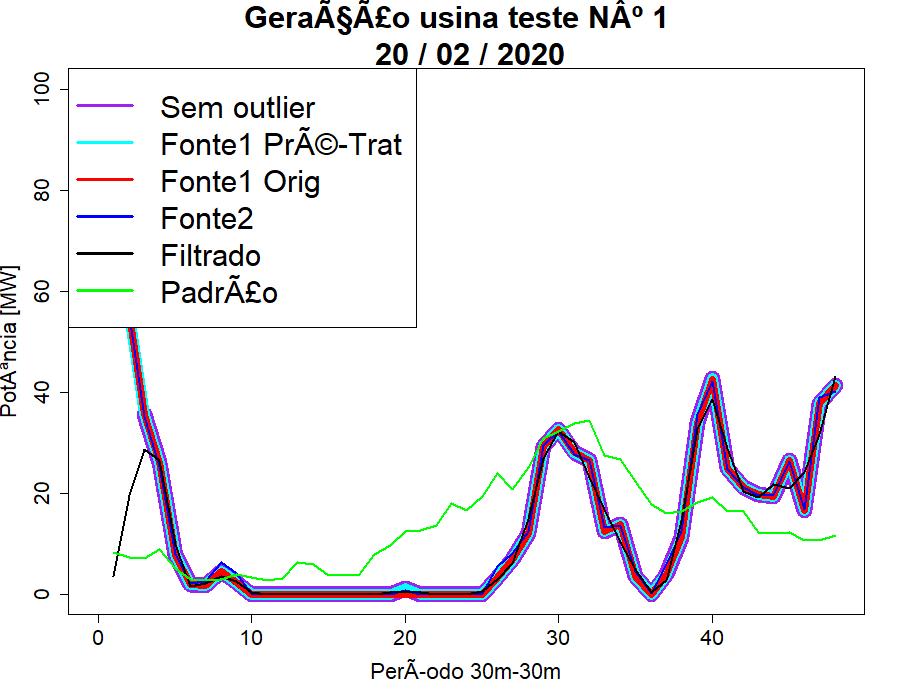 GeraÃ§Ã£o usina teste NÂº 1
20 / 02 / 2020
Sem outlier
Fonte1 PrÃ©-Trat
Fonte1 Orig
Fonte2
Filtrado
PadrÃ£o
PotÃªncia [MW]
100
80
60
40
20
0
0 10 20 30 40
PerÃ­odo 30m-30m